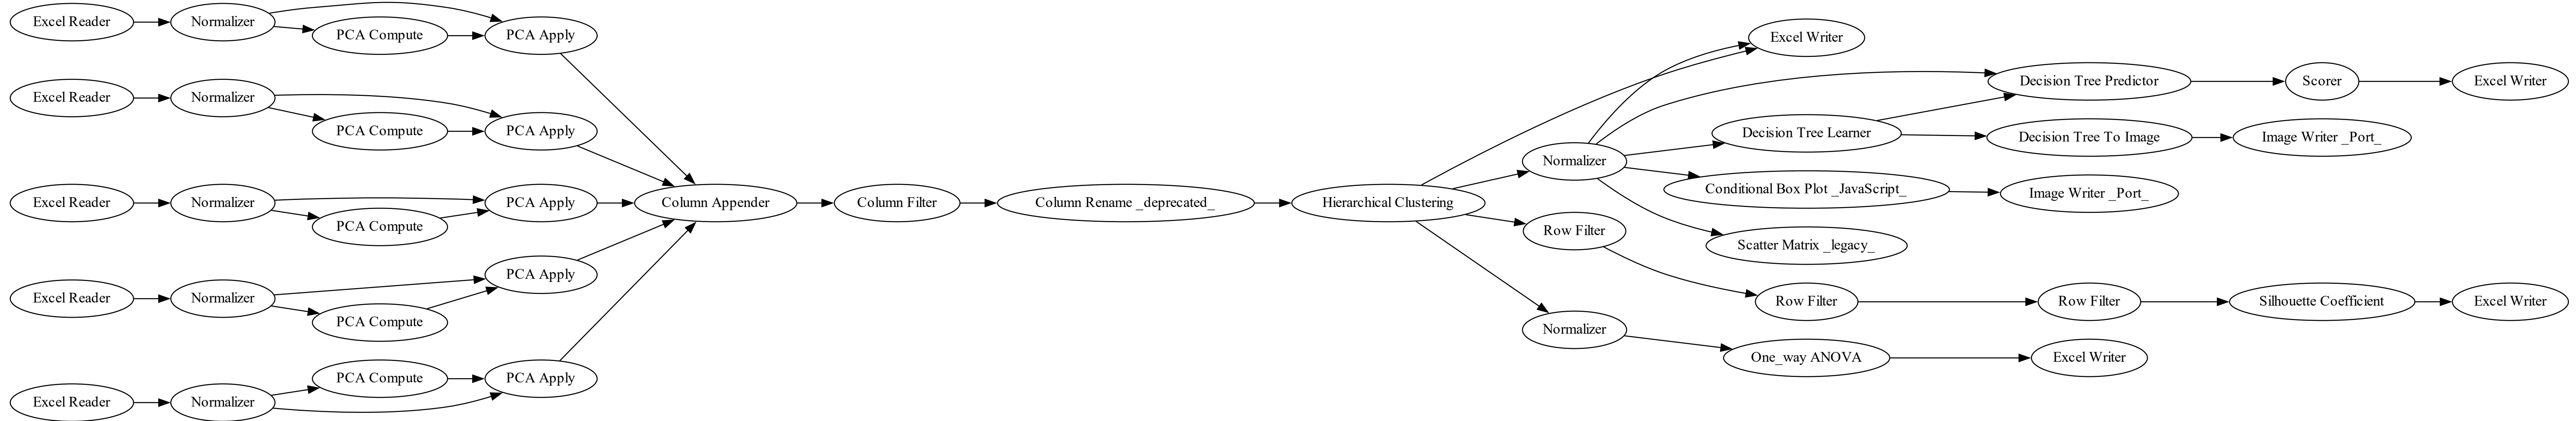 Excel Reader
Normalizer
PCA Compute
PCA Apply
Excel Reader
Normalizer
PCA Compute
PCA Apply
Excel Reader
Normalizer
PCA Compute
PCA Apply
Excel Reader
Normalizer
PCA Compute
PCA Apply
Excel Reader
Normalizer
PCA Compute
PCA Apply
Column Appender
Column Filter
Column Rename _deprecated_
Hierarchical Clustering
Excel Writer
Normalizer
Decision Tree Learner
Decision Tree Predictor
Scorer
Excel Writer
Decision Tree To Image
Image Writer _Port_
Conditional Box Plot _JavaScript_
Image Writer _Port_
Scatter Matrix _legacy_
Row Filter
Row Filter
Row Filter
Silhouette Coefficient
Excel Writer
Normalizer
One_way ANOVA
Excel Writer